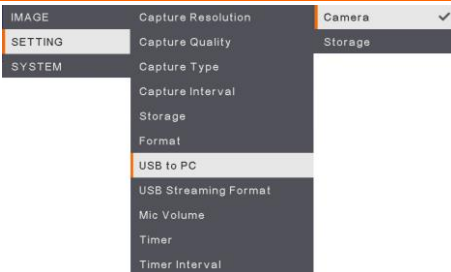 IMAGE
SETTING
SYSTEM
Capture Resolution
Capture Quality
Capture Type
Capture Interval
Storage
Format
USB to PC
USB Streaming Format
Mic Volume
Timer
Timer Interval
Camera
Storage